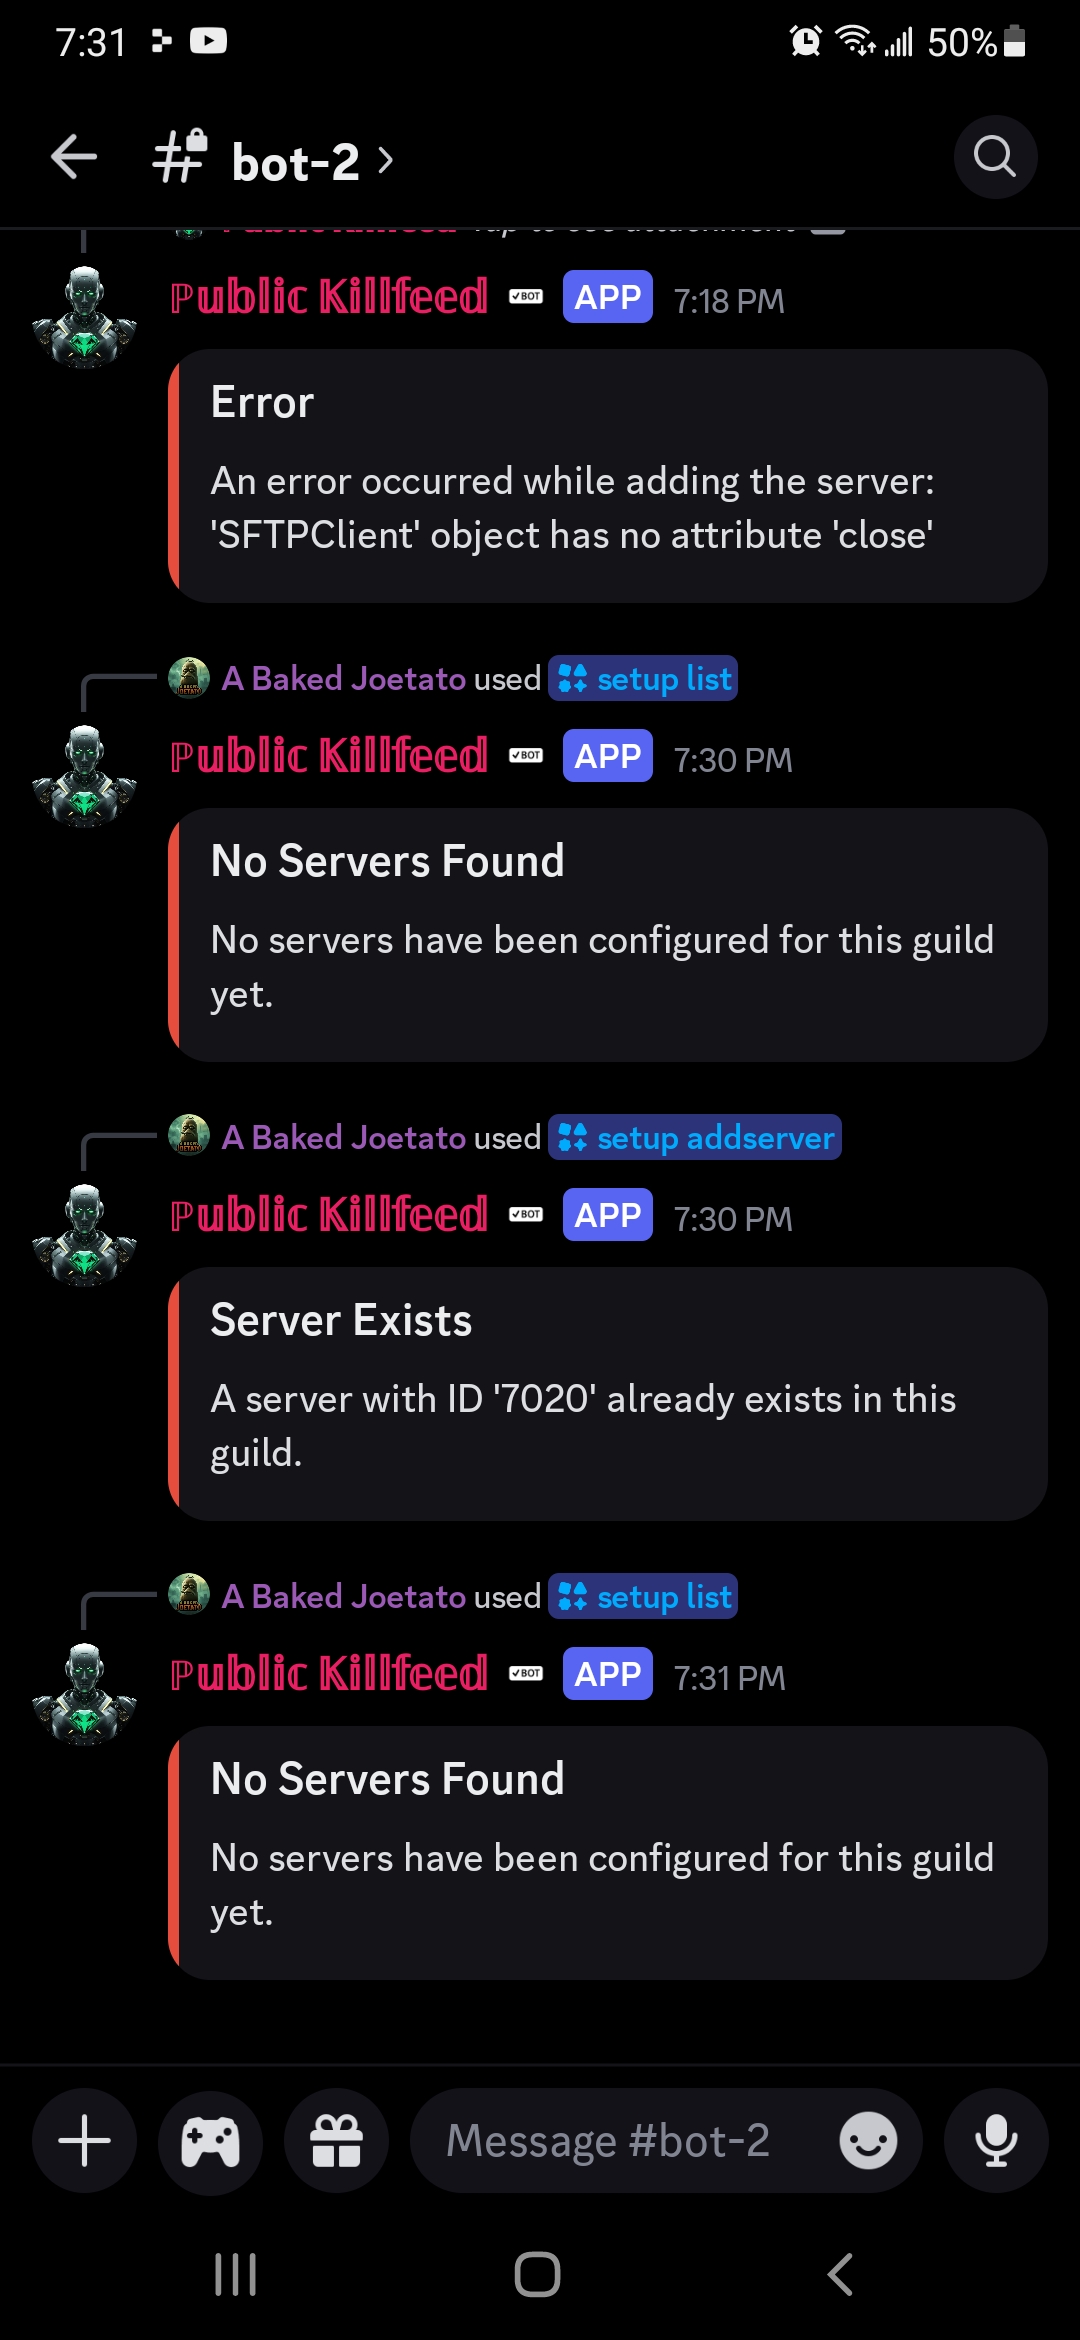 7:31
50%
bot-2
ℙ𝕦𝕓𝕝𝕚𝕔 𝕂𝕚𝕝𝕝𝕗𝕖𝕖𝕕 ✓BOT APP 7:18 PM
Error
An error occurred while adding the server:
'SFTPClient' object has no attribute 'close'
A Baked Joetato used setup list
ℙ𝕦𝕓𝕝𝕚𝕔 𝕂𝕚𝕝𝕝𝕗𝕖𝕖𝕕 ✓BOT APP 7:30 PM
No Servers Found
No servers have been configured for this guild
yet.
A Baked Joetato used setup addserver
ℙ𝕦𝕓𝕝𝕚𝕔 𝕂𝕚𝕝𝕝𝕗𝕖𝕖𝕕 ✓BOT APP 7:30 PM
Server Exists
A server with ID '7020' already exists in this
guild.
A Baked Joetato used setup list
ℙ𝕦𝕓𝕝𝕚𝕔 𝕂𝕚𝕝𝕝𝕗𝕖𝕖𝕕 ✓BOT APP 7:31 PM
No Servers Found
No servers have been configured for this guild
yet.
Message #bot-2